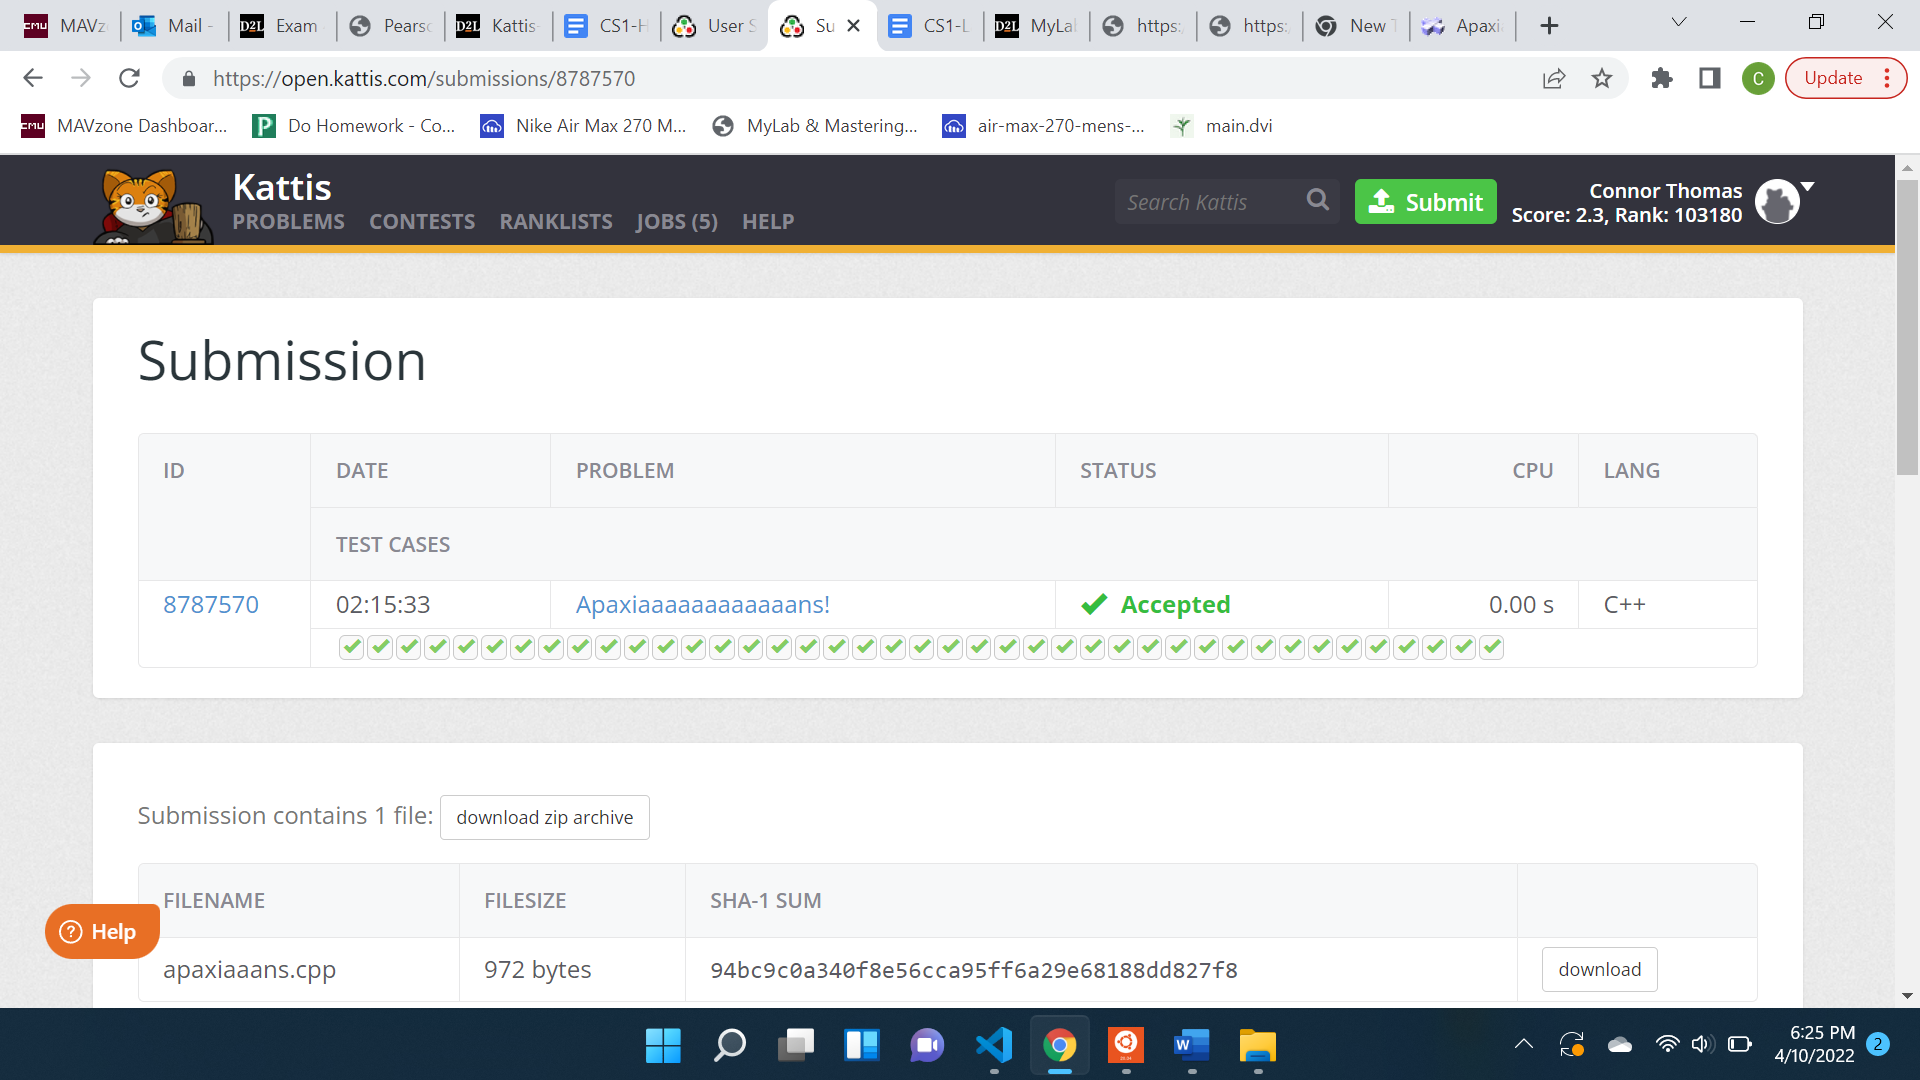 CMU MAVz
Mail -
D2L Exam
Pears
D2L Kattis-
CS1-H
User S
Su
CS1-L
D2L MyLa
https:
https:
New T
Apaxi
https://open.kattis.com/submissions/8787570
C
Update
CMU MAVzone Dashboar...
Do Homework - Co...
Nike Air Max 270 M...
MyLab & Mastering...
air-max-270-mens-...
main.dvi
Kattis
PROBLEMS CONTESTS RANKLISTS JOBS (5) HELP
Search Kattis
Submit
Connor Thomas
Score: 2.3, Rank: 103180
Submission
ID DATE PROBLEM STATUS CPU LANG
TEST CASES
8787570 02:15:33 Apaxiaaaaaaaaaaaans! Accepted 0.00 s C++
Submission contains 1 file: download zip archive
FILENAME FILESIZE SHA-1 SUM
apaxiaaans.cpp 972 bytes 94bc9c0a340f8e56cca95ff6a29e68188dd827f8 download
Help
W
6:25 PM
4/10/2022
2